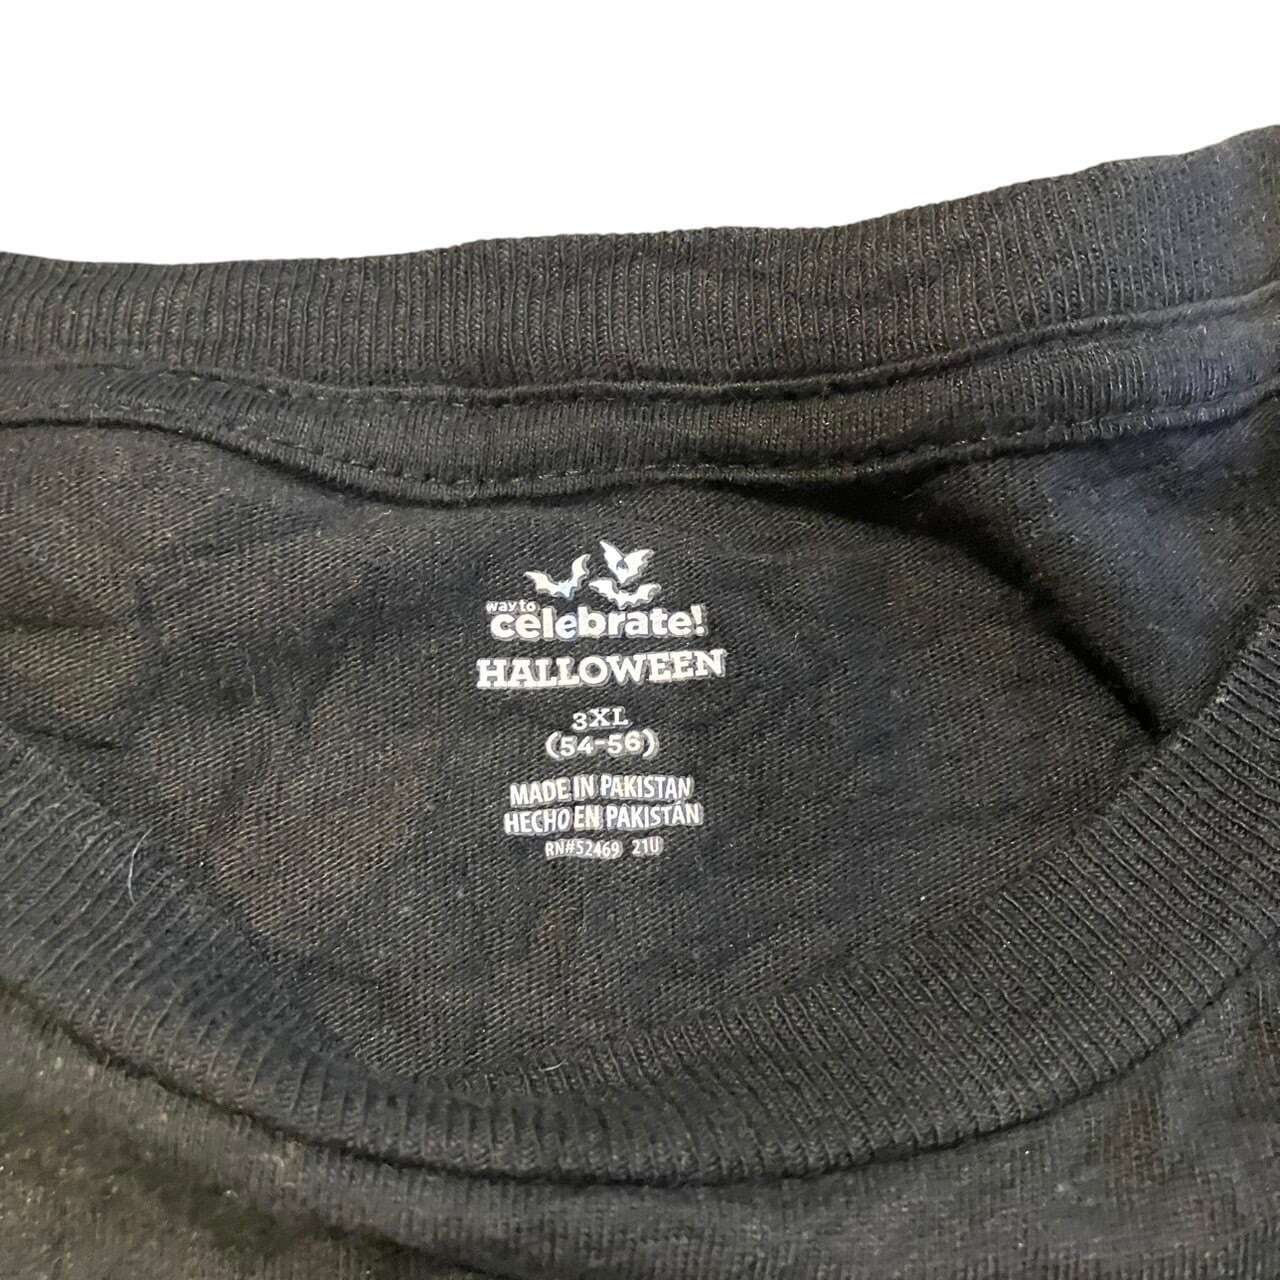 way to
celebrate!
HALLOWEEN
3XL
(54-56)
MADE IN PAKISTAN
HECHO EN PAKISTÁN
RN#52469 21U